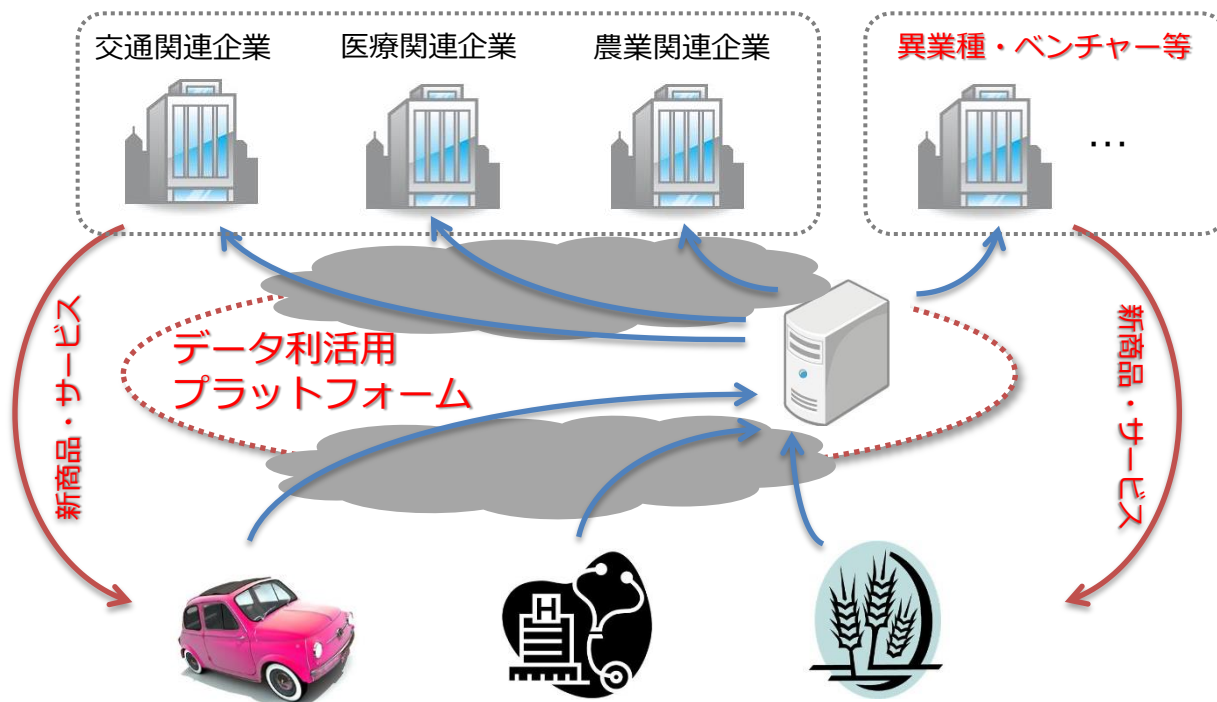 交通関連企業
医療関連企業
農業関連企業
異業種・ベンチャー等
…
データ利活用
プラットフォーム
新商品・サービス
新商品・サービス
H